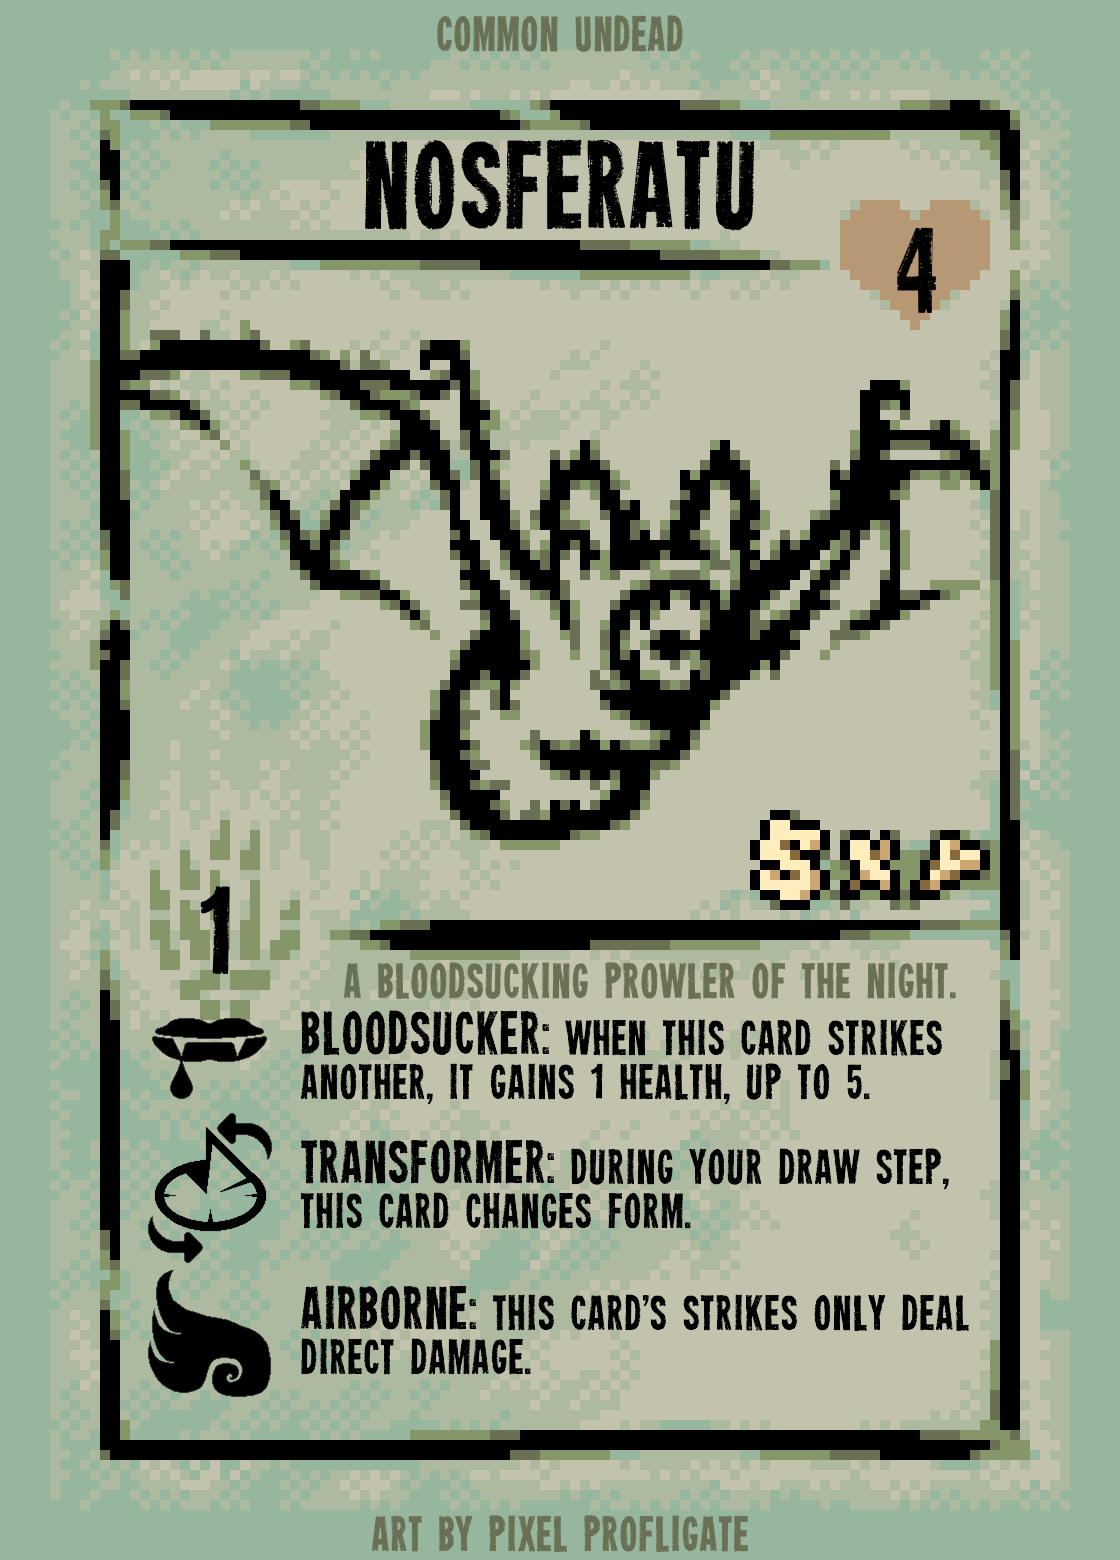 COMMON UNDEAD
NOSFERATU
4
1
A BLOODSUCKING PROWLER OF THE NIGHT.
BLOODSUCKER: WHEN THIS CARD STRIKES
ANOTHER, IT GAINS 1 HEALTH, UP TO 5.
TRANSFORMER: DURING YOUR DRAW STEP,
THIS CARD CHANGES FORM.
AIRBORNE: THIS CARD'S STRIKES ONLY DEAL
DIRECT DAMAGE.
ART BY PIXEL PROFLIGATE